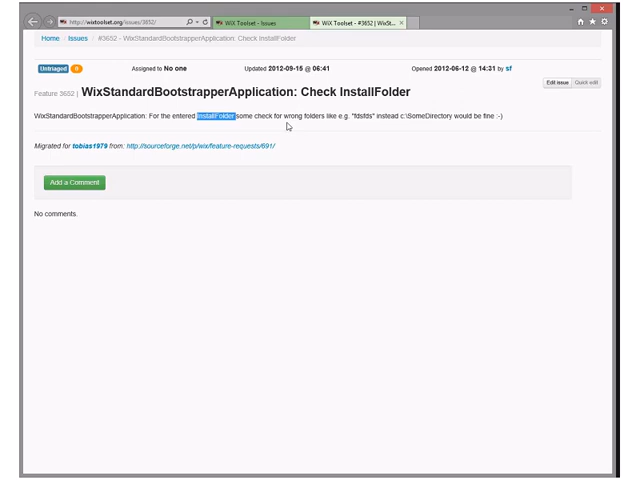 http://wixtoolset.org/issues/3652/
WiX Toolset - Issues
WiX Toolset - #3652 | WixSt...
Home / Issues / #3652 - WixStandardBootstrapperApplication: Check InstallFolder
Untriaged 0 Assigned to No one Updated 2012-09-15 @ 06:41 Opened 2012-06-12 @ 14:31 by sf
Edit issue Quick edit
Feature 3652 | WixStandardBootstrapperApplication: Check InstallFolder
WixStandardBootstrapperApplication: For the entered InstallFolder some check for wrong folders like e.g. "fdsfds" instead c:\SomeDirectory would be fine :-)
Migrated for tobias1979 from: http://sourceforge.net/p/wix/feature-requests/691/
Add a Comment
No comments.